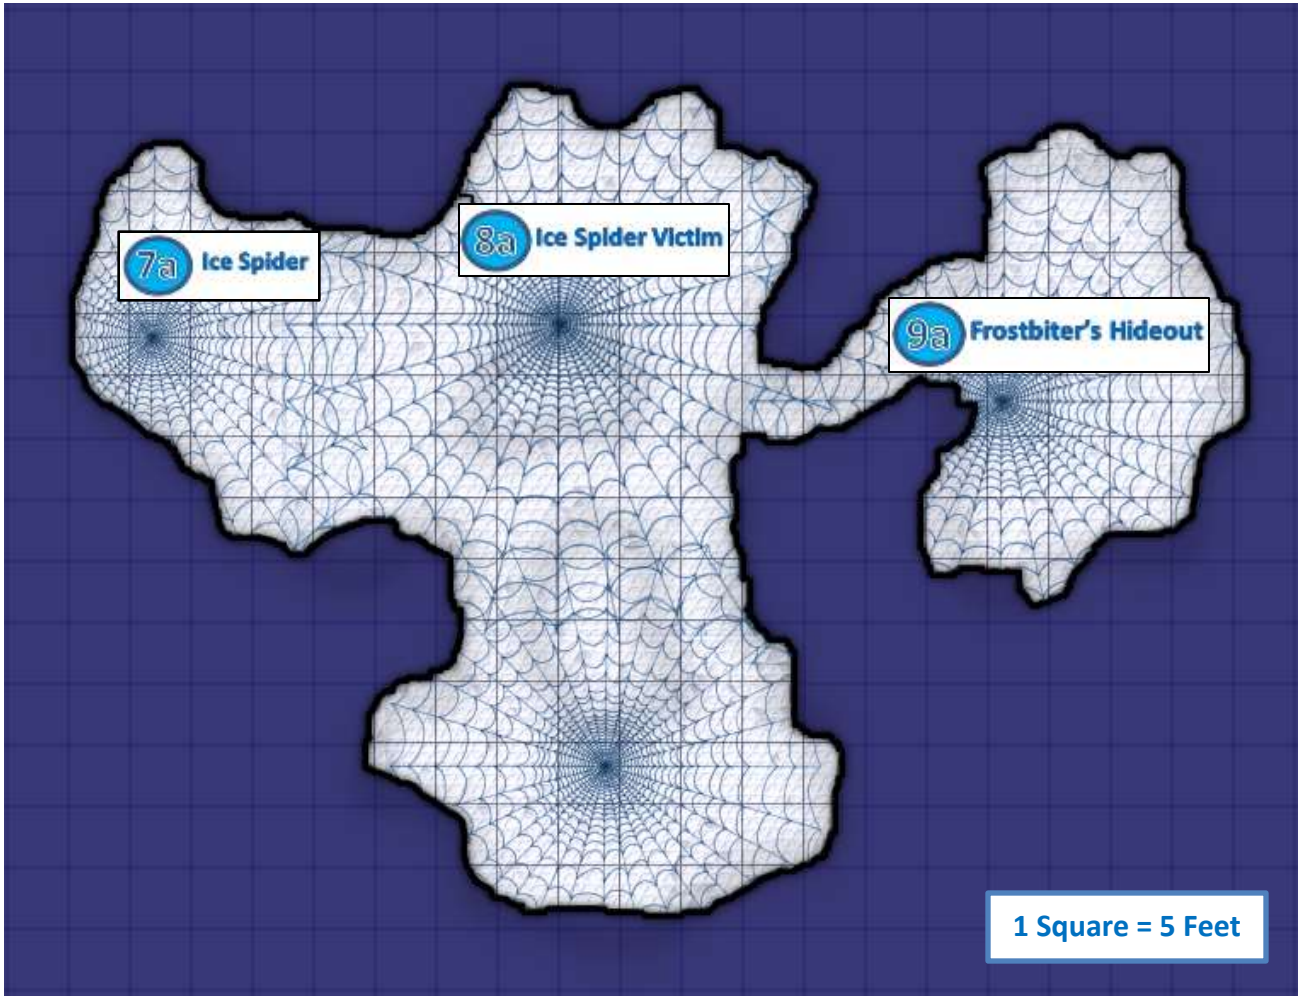 7a Ice Spider
8a Ice Spider Victim
9a Frostbiter's Hideout
1 Square = 5 Feet